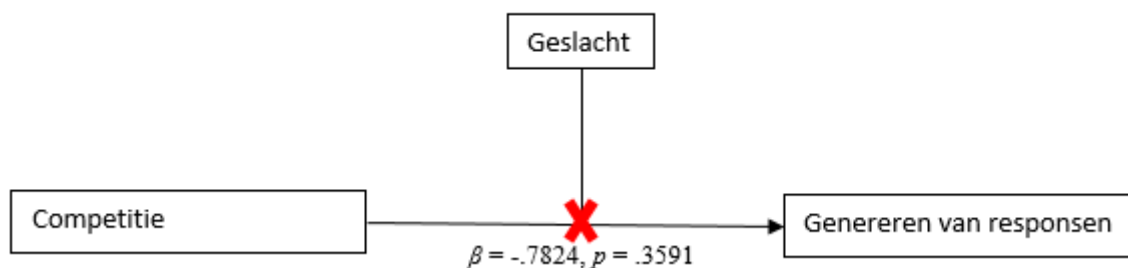 Geslacht
Competitie
Genereren van responsen
β = -.7824, p = .3591